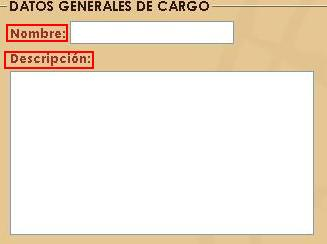 DATOS GENERALES DE CARGO
Nombre:
Descripción: